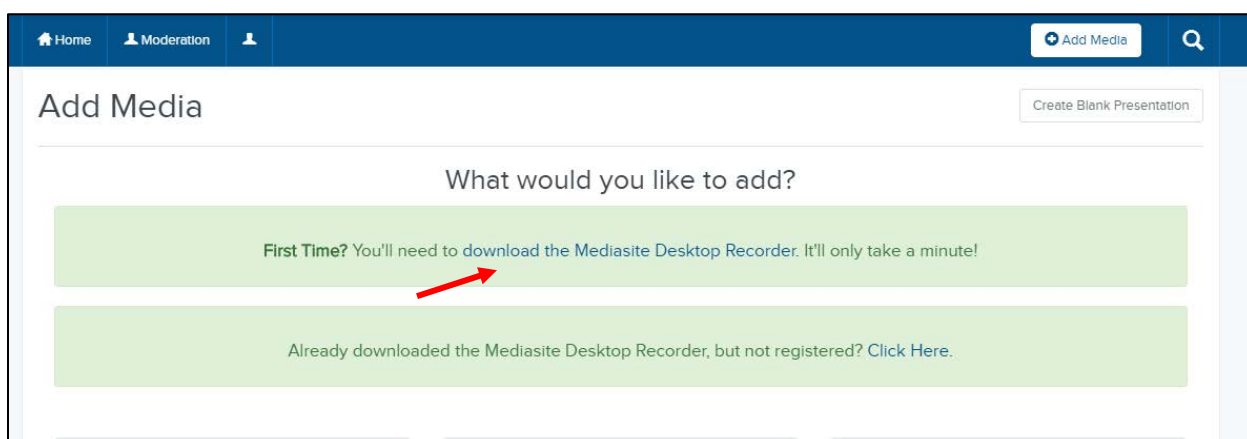 Home Moderation Add Media
Add Media Create Blank Presentation
What would you like to add?
First Time? You'll need to download the Mediasite Desktop Recorder. It'll only take a minute!
Already downloaded the Mediasite Desktop Recorder, but not registered? Click Here.